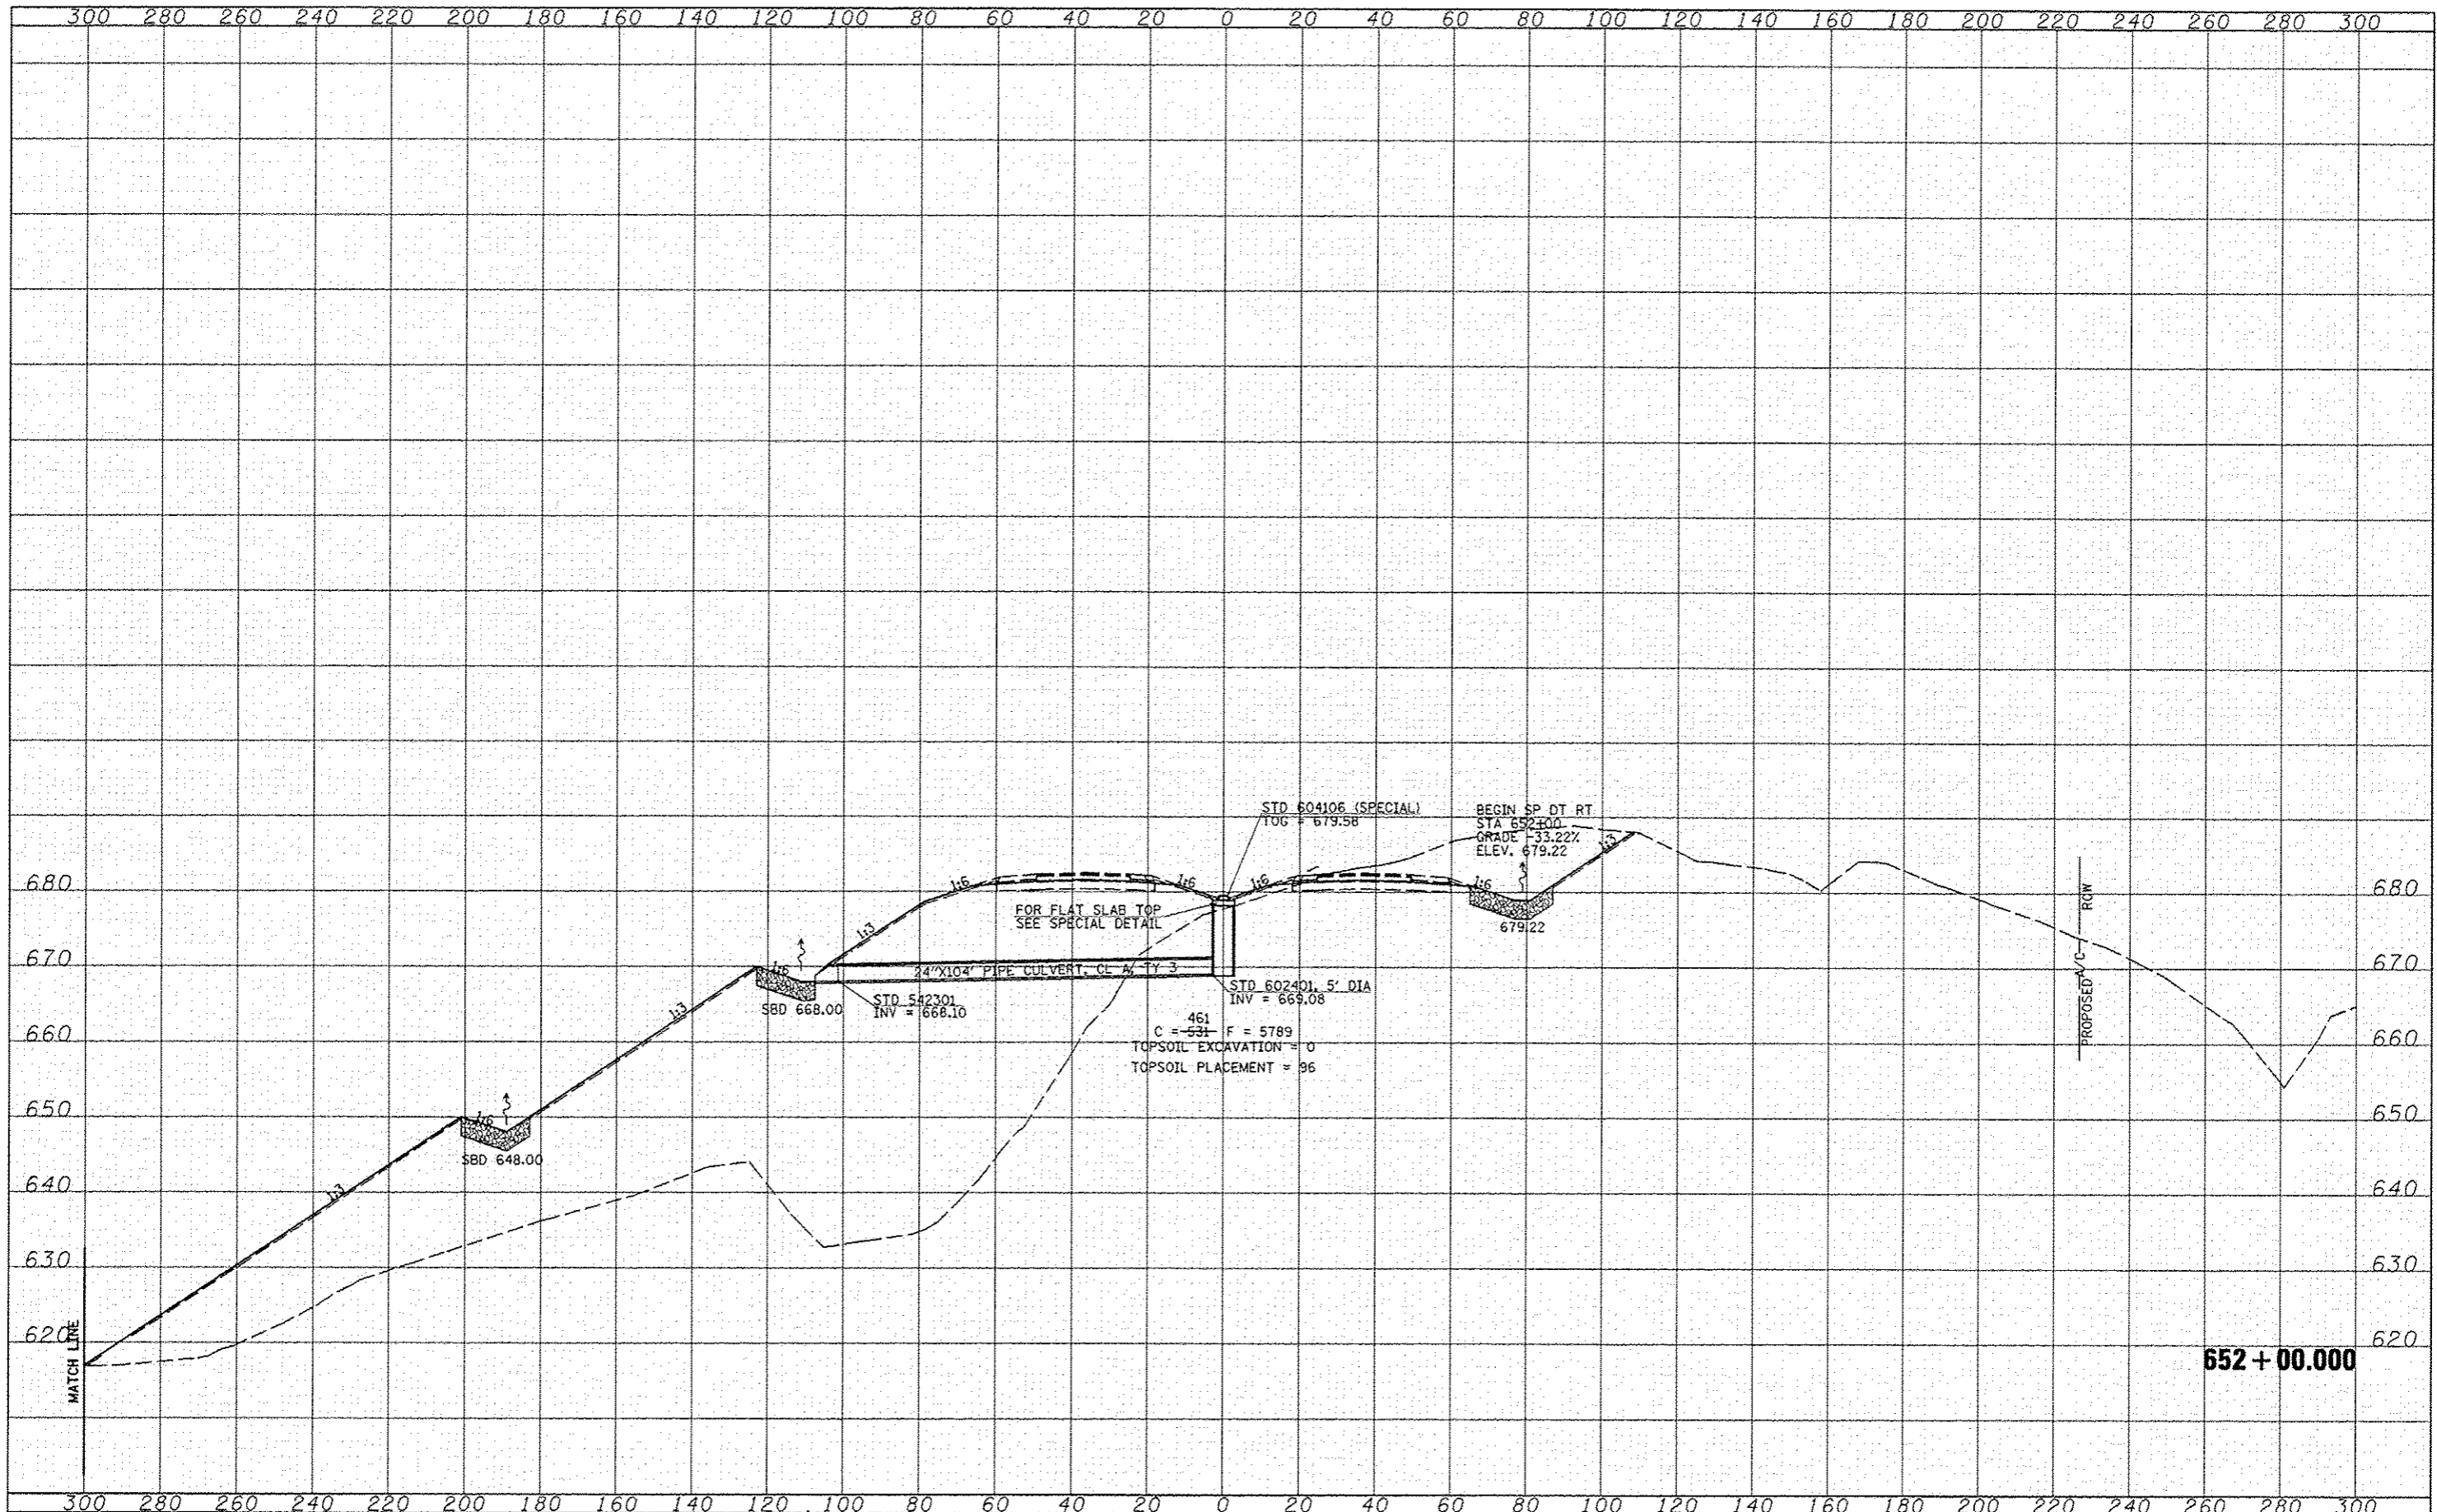 300 280 260 240 220 200 180 160 140 120 100 80 60 40 20 0 20 40 60 80 100 120 140 160 180 200 220 240 260 280 300
STD 604106 (SPECIAL)
TOG = 679.58
BEGIN SP DT RT
STA 652+00
GRADE -33.22%
ELEV. 679.22
1:3
680
1:6
1:6
1:6
1:6
680
FOR FLAT SLAB TOP
SEE SPECIAL DETAIL
679.22
PROPOSED A/C ROW
1:3
670
1:6
24"X104' PIPE CULVERT, CL A, TY 3
670
SBD 668.00
STD 542301
INV = 668.10
STD 602401, 5' DIA
INV = 669.08
1:3
461
C = 531 F = 5789
660
TOPSOIL EXCAVATION = 0
660
TOPSOIL PLACEMENT = 96
650
1:6
650
SBD 648.00
640
1:3
640
630
630
620
620
MATCH LINE
652+00.000
300 280 260 240 220 200 180 160 140 120 100 80 60 40 20 0 20 40 60 80 100 120 140 160 180 200 220 240 260 280 300